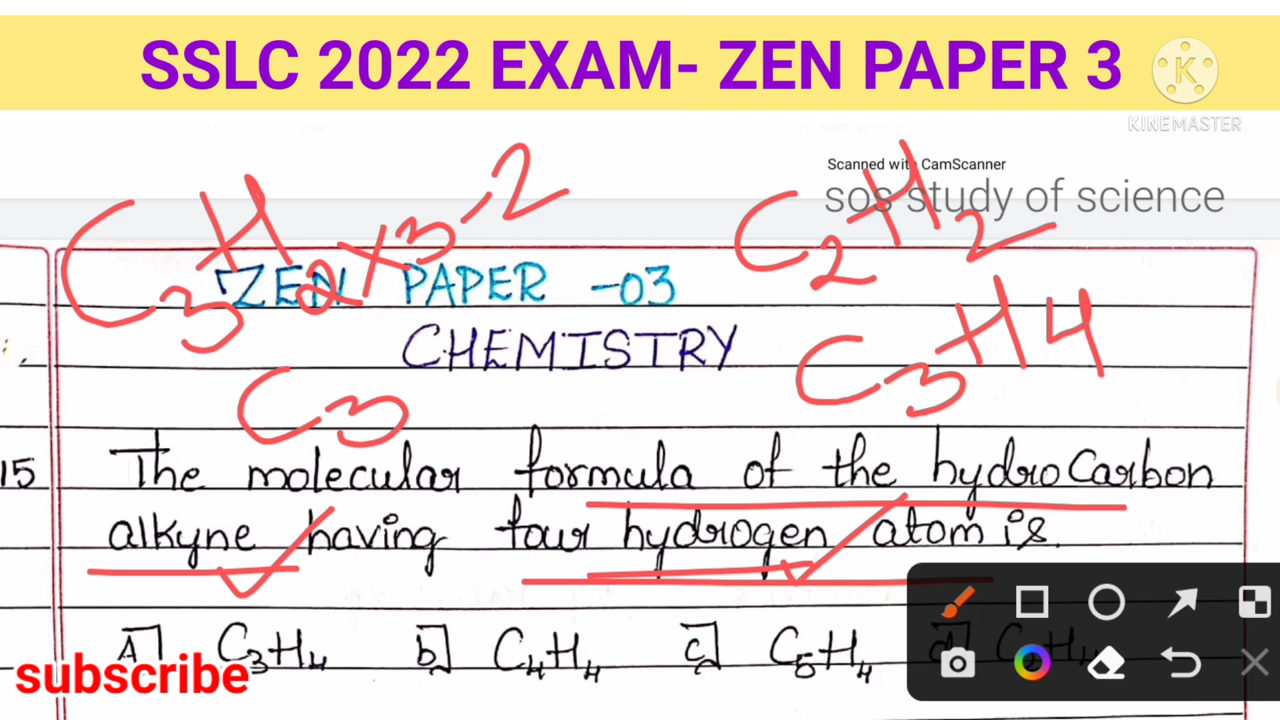 SSLC 2022 EXAM- ZEN PAPER 3
K
KINEMASTER
Scanned with CamScanner
sos study of science
C3H2x3-2
C2H2
ZEN PAPER -03
CHEMISTRY
C3H4
C3
15 The molecular formula of the hydroCarbon
alkyne having four hydrogen atom is.
A] C3H4 b] C4H4 c] C5H4 d]
subscribe